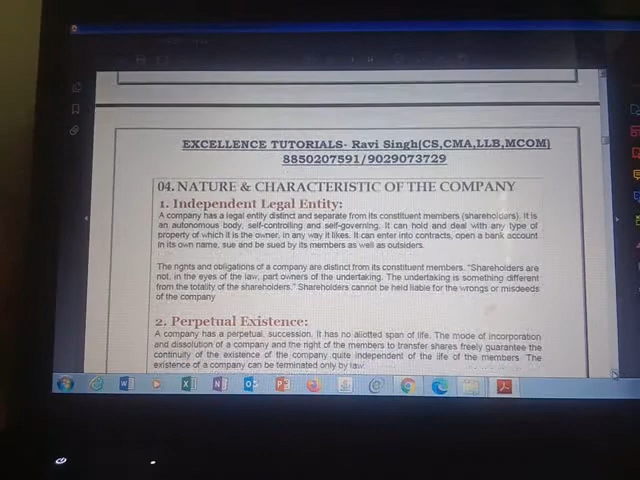 EXCELLENCE TUTORIALS- Ravi Singh(CS,CMA,LLB,MCOM)
8850207591/9029073729
04. NATURE & CHARACTERISTIC OF THE COMPANY
1. Independent Legal Entity:
A company has a legal entity distinct and separate from its constituent members (shareholders). It is
an autonomous body, self-controlling and self-governing. It can hold and deal with any type of
property of which it is the owner, in any way it likes. It can enter into contracts, open a bank account
in its own name, sue and be sued by its members as well as outsiders.
The rights and obligations of a company are distinct from its constituent members. "Shareholders are
not, in the eyes of the law, part owners of the undertaking. The undertaking is something different
from the totality of the shareholders." Shareholders cannot be held liable for the wrongs or misdeeds
of the company
2. Perpetual Existence:
A company has a perpetual, succession. It has no allotted span of life. The mode of incorporation
and dissolution of a company and the right of the members to transfer shares freely guarantee the
continuity of the existence of the company quite independent of the life of the members. The
existence of a company can be terminated only by law.